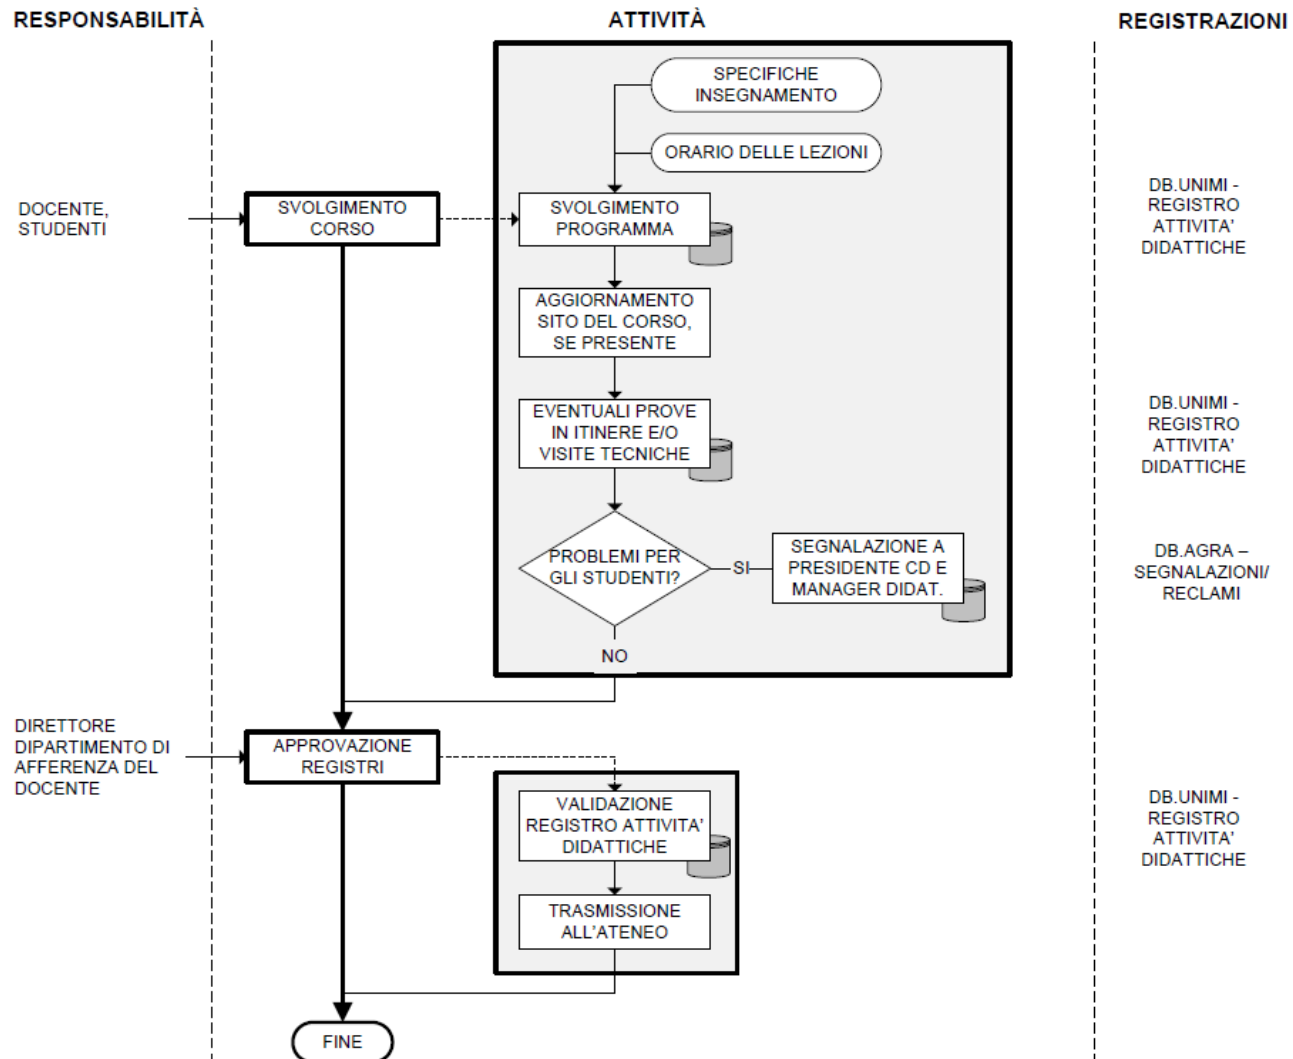 RESPONSABILITÀ
ATTIVITÀ
REGISTRAZIONI
SPECIFICHE
INSEGNAMENTO
ORARIO DELLE LEZIONI
DOCENTE,
STUDENTI
SVOLGIMENTO
CORSO
SVOLGIMENTO
PROGRAMMA
DB.UNIMI -
REGISTRO
ATTIVITA'
DIDATTICHE
AGGIORNAMENTO
SITO DEL CORSO,
SE PRESENTE
EVENTUALI PROVE
IN ITINERE E/O
VISITE TECNICHE
DB.UNIMI -
REGISTRO
ATTIVITA'
DIDATTICHE
PROBLEMI PER
GLI STUDENTI?
SI
SEGNALAZIONE A
PRESIDENTE CD E
MANAGER DIDAT.
DB.AGRA –
SEGNALAZIONI/
RECLAMI
NO
DIRETTORE
DIPARTIMENTO DI
AFFERENZA DEL
DOCENTE
APPROVAZIONE
REGISTRI
VALIDAZIONE
REGISTRO ATTIVITA'
DIDATTICHE
DB.UNIMI -
REGISTRO
ATTIVITA'
DIDATTICHE
TRASMISSIONE
ALL'ATENEO
FINE